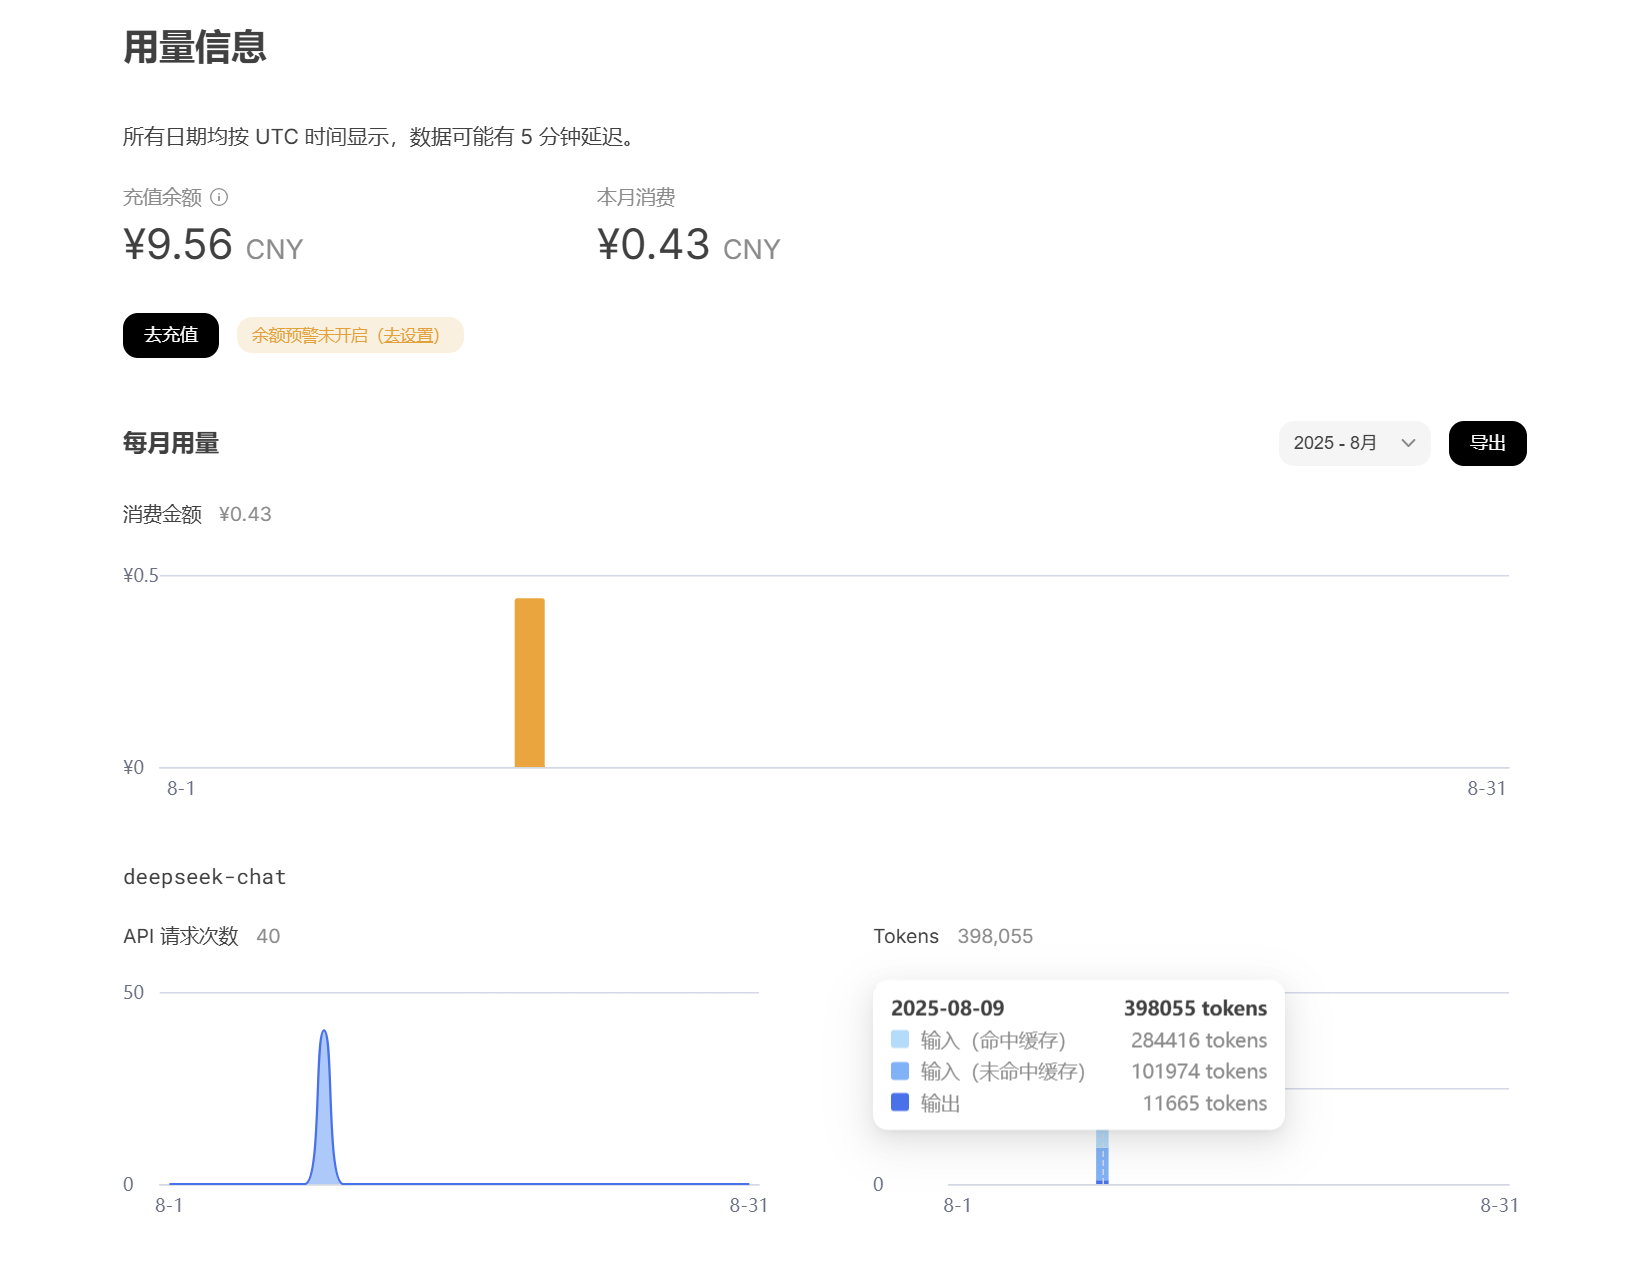 用量信息
所有日期均按 UTC 时间显示，数据可能有 5 分钟延迟。
充值余额
本月消费
¥9.56 CNY
¥0.43 CNY
去充值
余额预警未开启（去设置）
每月用量
2025 - 8月
导出
消费金额 ¥0.43
¥0.5
¥0
8-1
8-31
deepseek-chat
API 请求次数 40
50
0
8-1
8-31
Tokens 398,055
2025-08-09 398055 tokens
输入（命中缓存） 284416 tokens
输入（未命中缓存） 101974 tokens
输出 11665 tokens
0
8-1
8-31